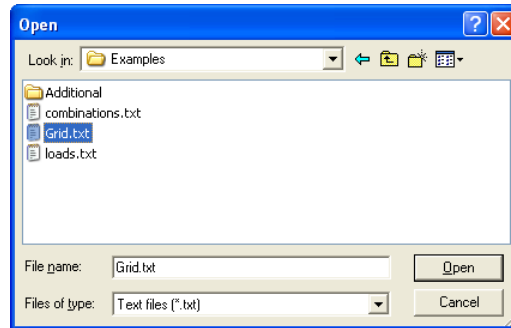 Open
Look in: Examples
Additional
combinations.txt
Grid.txt
loads.txt
File name: Grid.txt Open
Files of type: Text files (*.txt) Cancel